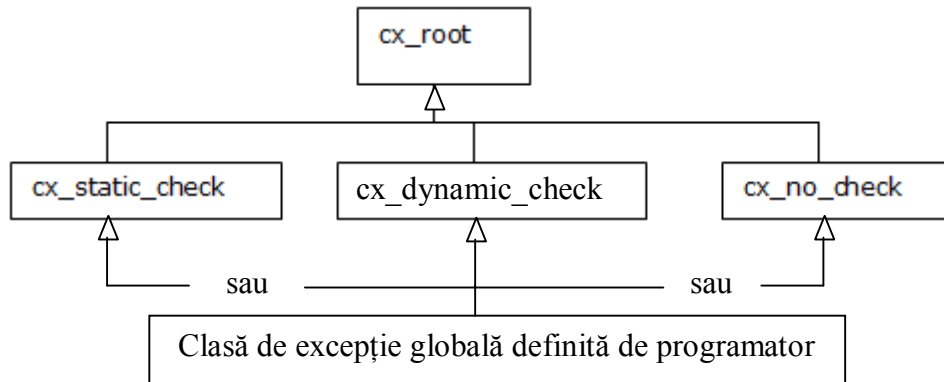 cx_root
cx_static_check
cx_dynamic_check
cx_no_check
sau
sau
Clasă de excepție globală definită de programator